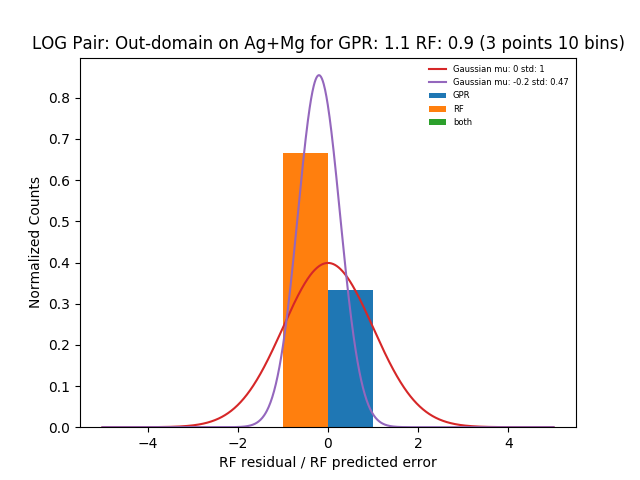 LOG Pair: Out-domain on Ag+Mg for GPR: 1.1 RF: 0.9 (3 points 10 bins)
Gaussian mu: 0 std: 1
Gaussian mu: -0.2 std: 0.47
GPR
RF
both
Normalized Counts
0.8
0.7
0.6
0.5
0.4
0.3
0.2
0.1
0.0
−4
−2
0
2
4
RF residual / RF predicted error